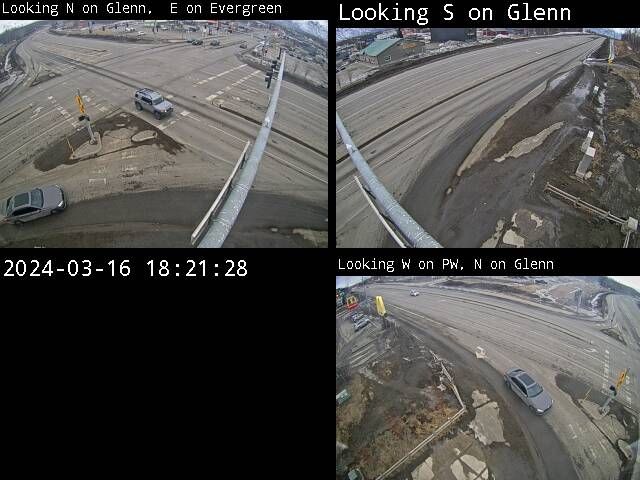 Looking N on Glenn,  E on Evergreen
Looking S on Glenn
2024-03-16 18:21:28
Looking W on PW, N on Glenn